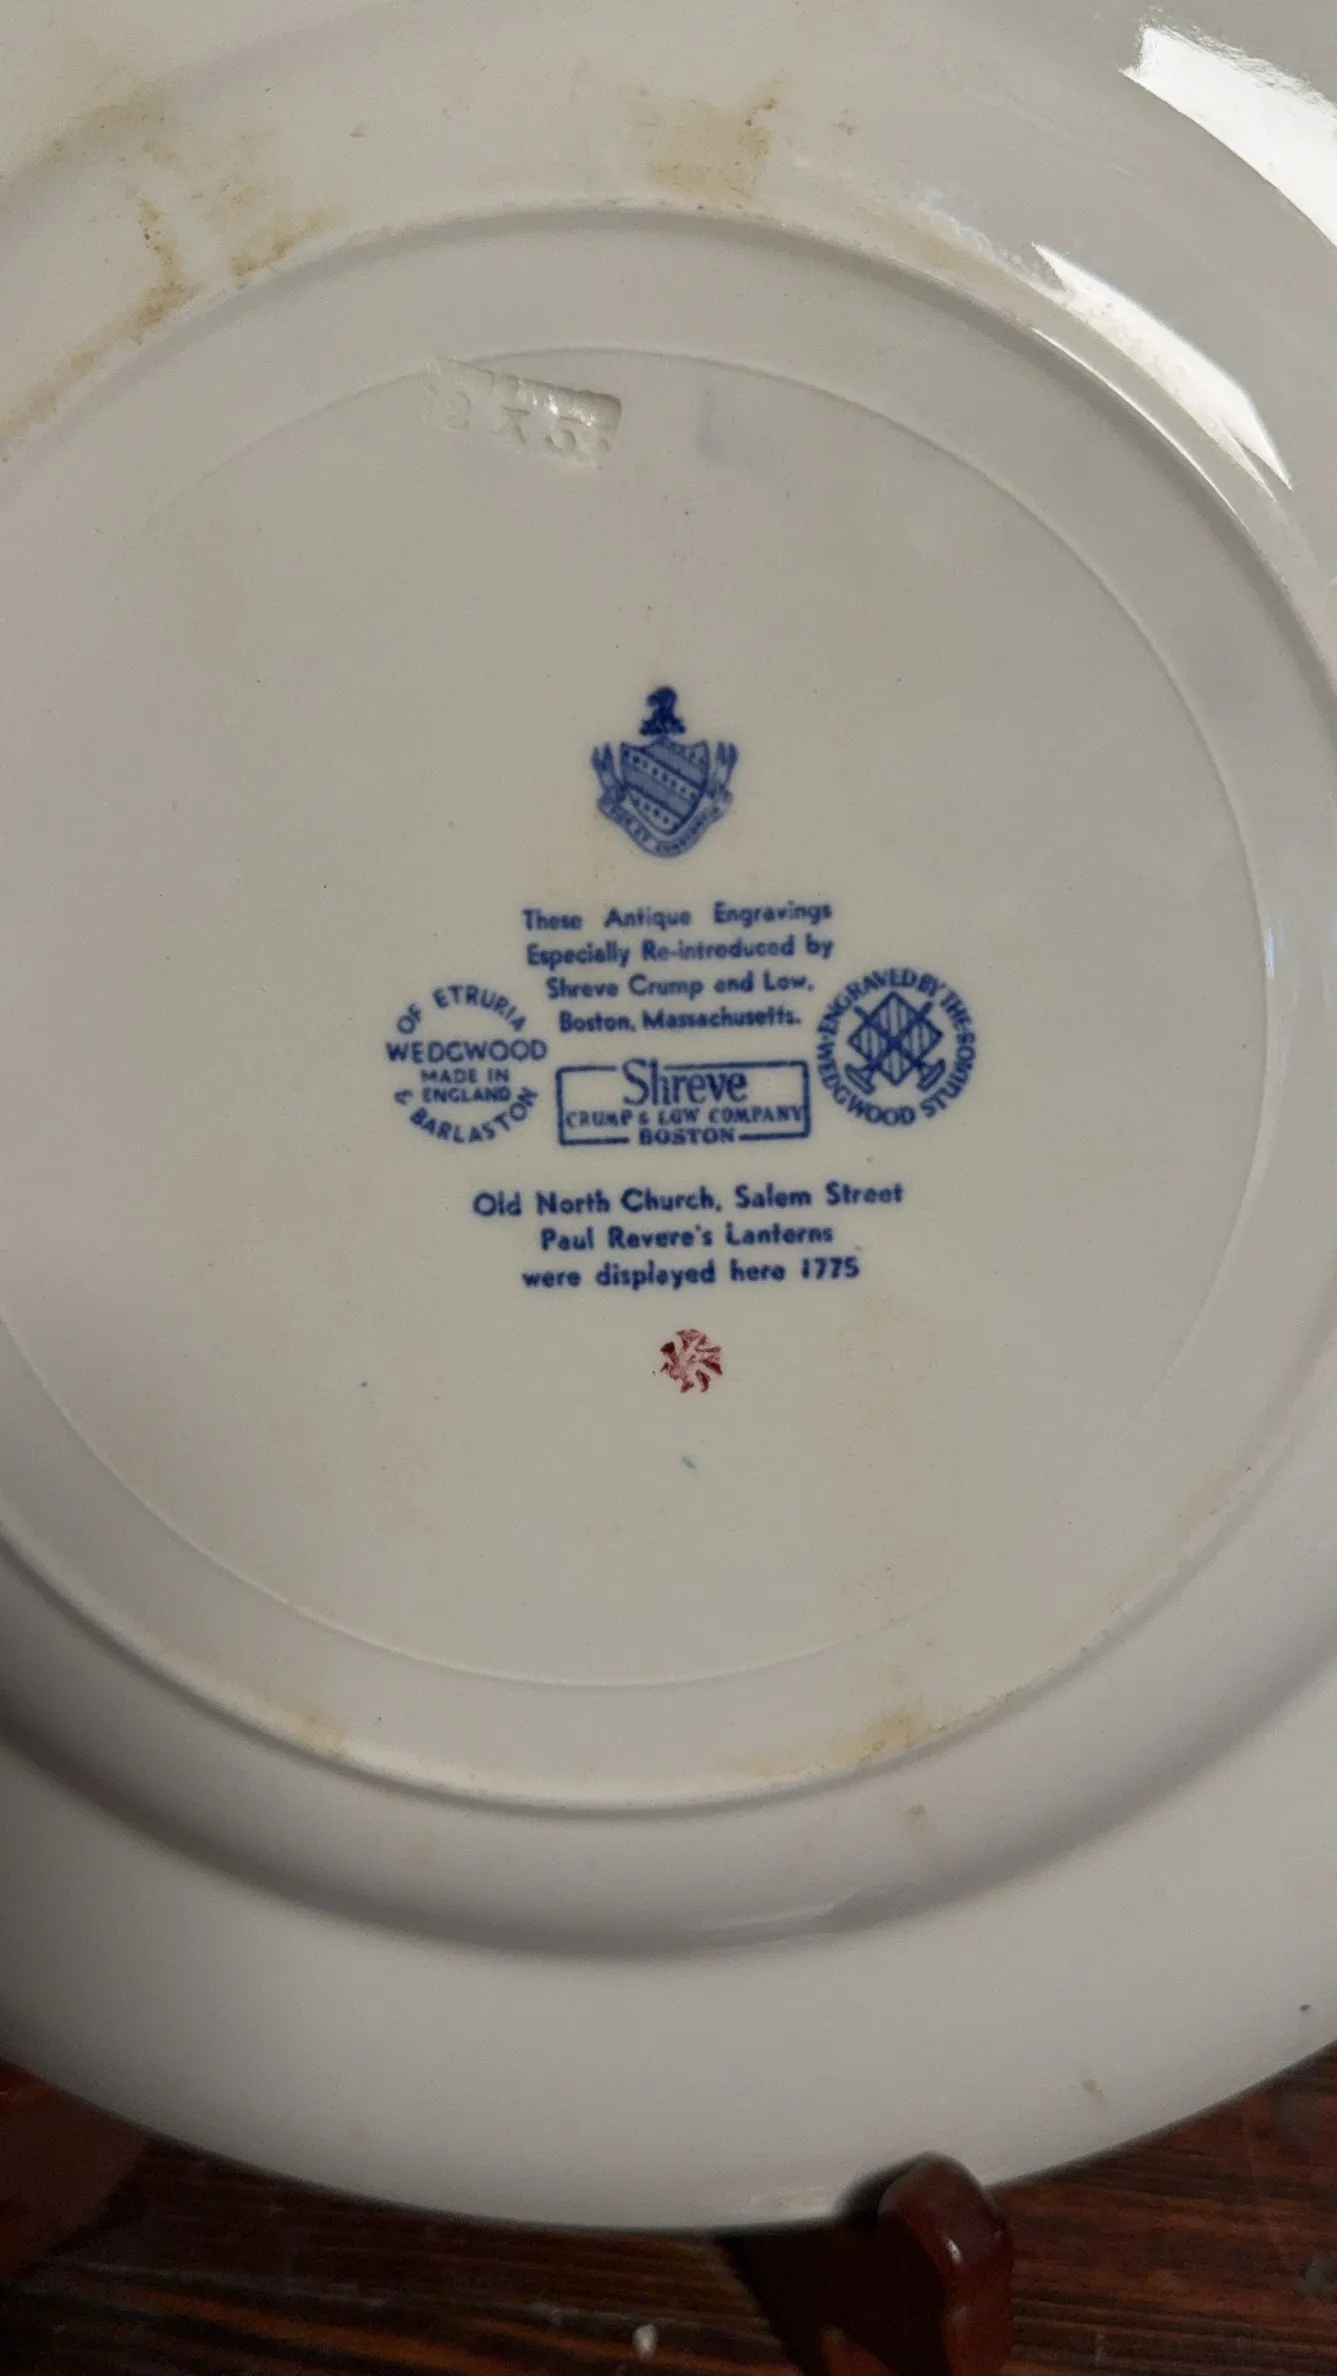 These Antique Engravings
Especially Re-introduced by
Shreve Crump and Low,
Boston, Massachusetts.
OF ETRURIA
WEDGWOOD
MADE IN
ENGLAND
& BARLASTON
Shreve
CRUMP & LOW COMPANY
BOSTON
ENGRAVED BY THE
WEDGWOOD STUDIOS
Old North Church, Salem Street
Paul Revere's Lanterns
were displayed here 1775